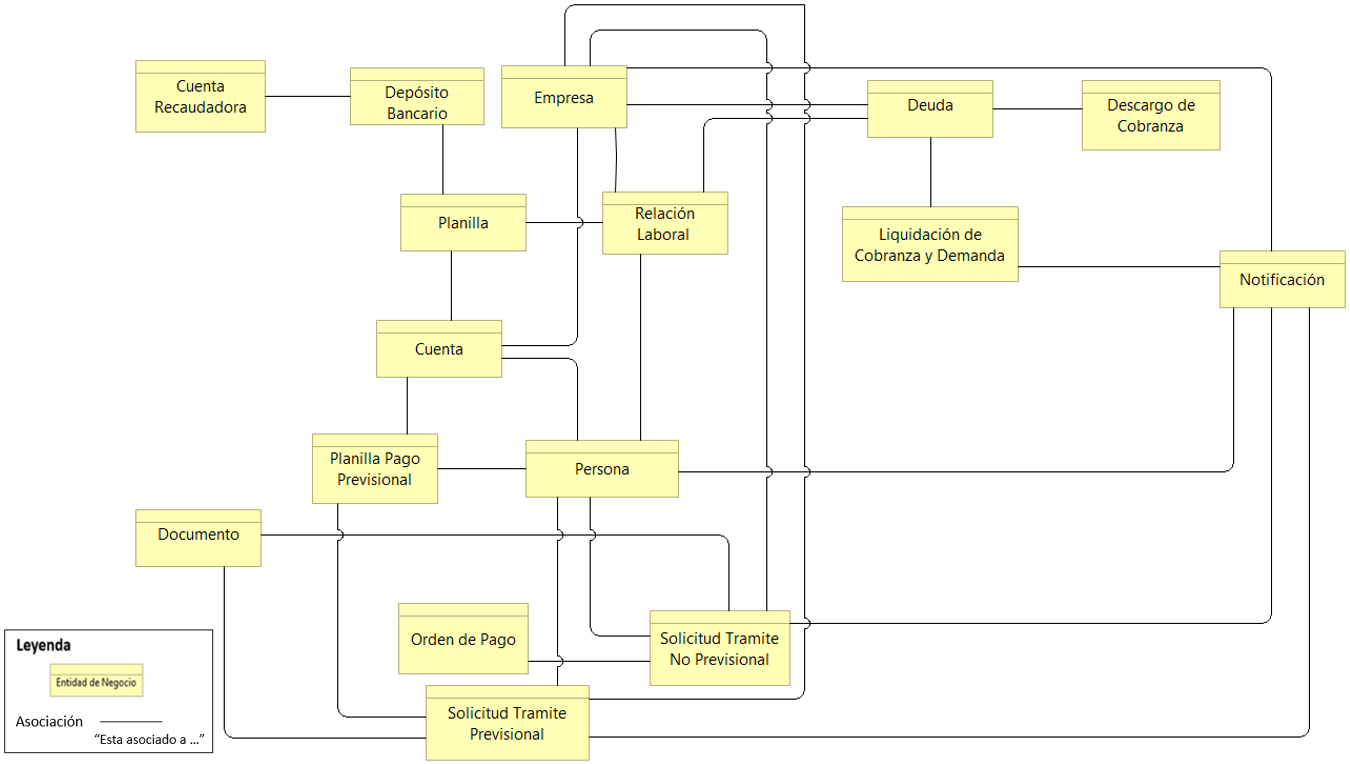 Cuenta
Recaudadora
Depósito
Bancario
Empresa
Deuda
Descargo de
Cobranza
Planilla
Relación
Laboral
Liquidación de
Cobranza y Demanda
Notificación
Cuenta
Planilla Pago
Previsional
Persona
Documento
Orden de Pago
Solicitud Tramite
No Previsional
Solicitud Tramite
Previsional
Leyenda
Entidad de Negocio
Asociación
“Esta asociado a ...”